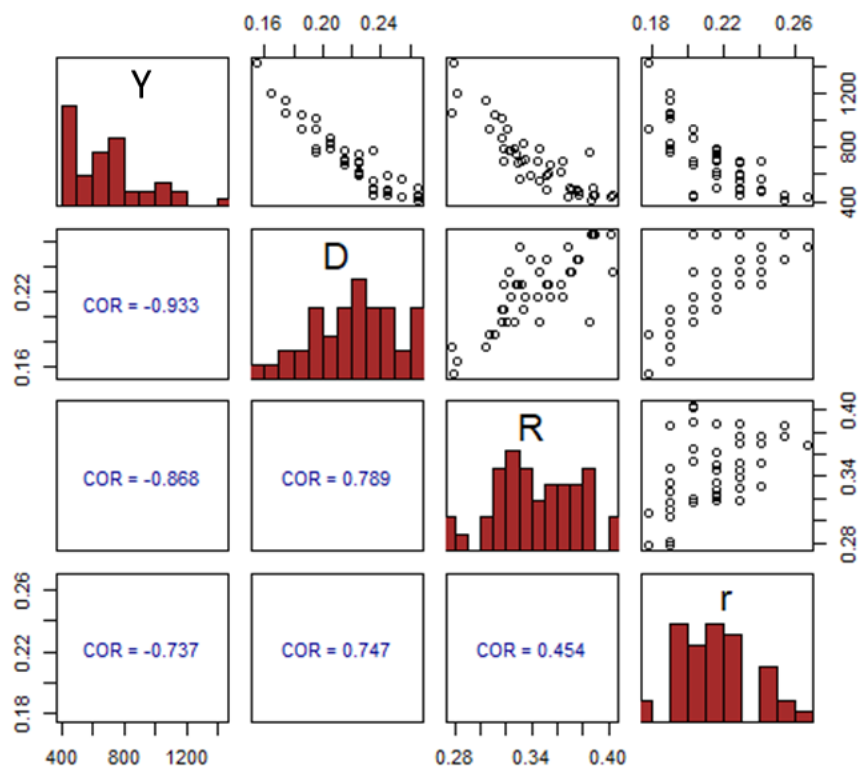 0.16 0.20 0.24 0.18 0.22 0.26
Y
400 800 1200
0.16 0.22
D
COR = -0.933
COR = -0.868
COR = 0.789
R
0.28 0.34 0.40
0.18 0.22 0.26
COR = -0.737
COR = 0.747
COR = 0.454
r
400 800 1200 0.28 0.34 0.40